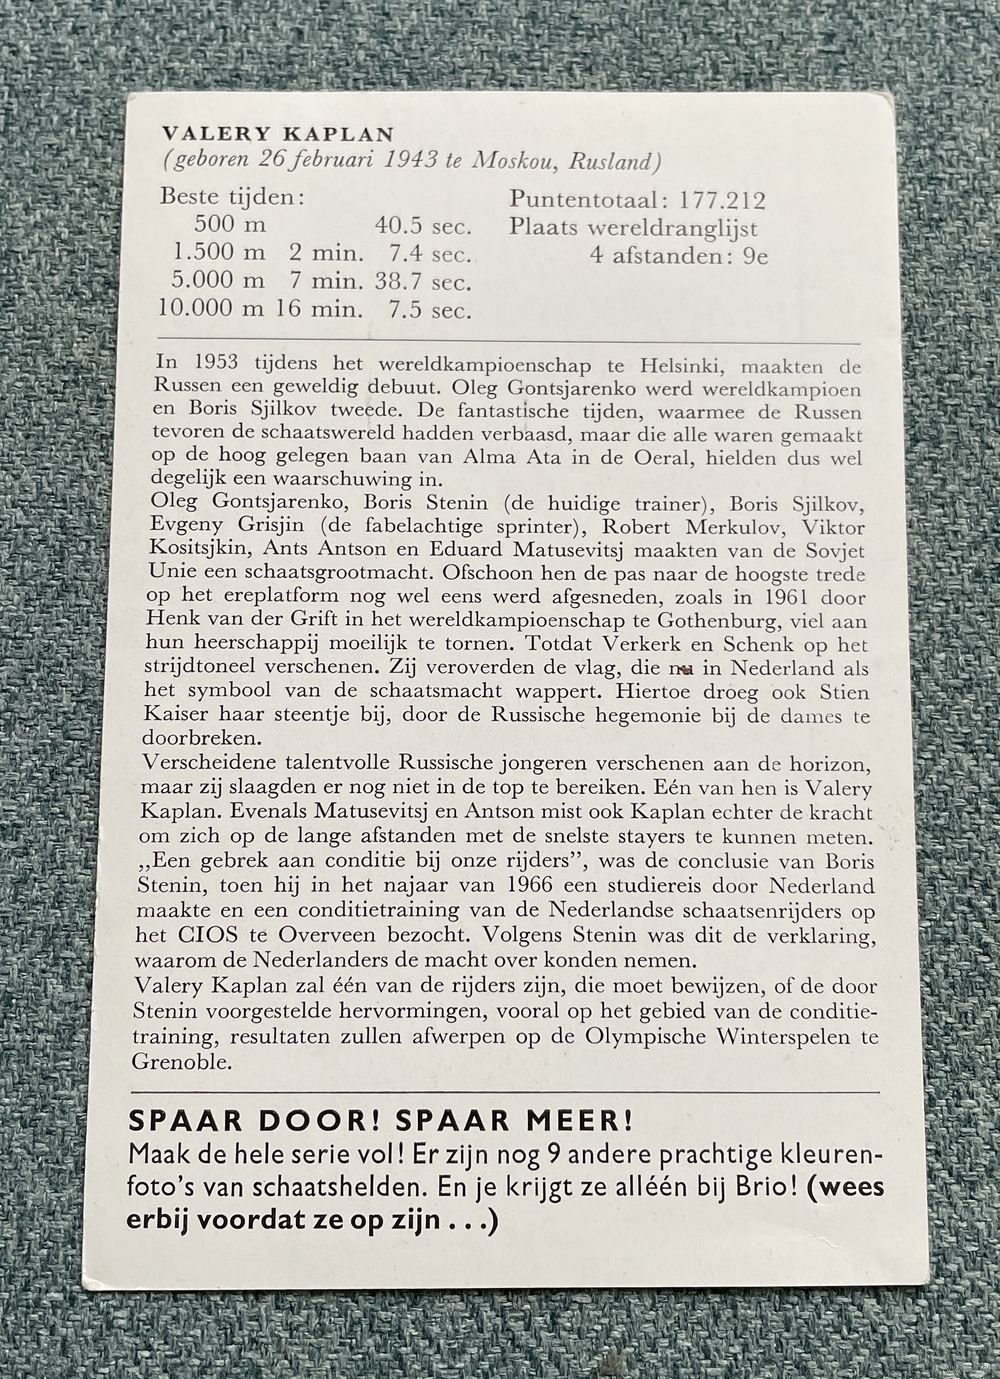 VALERY KAPLAN
(geboren 26 februari 1943 te Moskou, Rusland)
Beste tijden:
500 m 40.5 sec.
1.500 m 2 min. 7.4 sec.
5.000 m 7 min. 38.7 sec.
10.000 m 16 min. 7.5 sec.
Puntentotaal: 177.212
Plaats wereldranglijst
4 afstanden: 9e
In 1953 tijdens het wereldkampioenschap te Helsinki, maakten de
Russen een geweldig debuut. Oleg Gontsjarenko werd wereldkampioen
en Boris Sjilkov tweede. De fantastische tijden, waarmee de Russen
tevoren de schaatswereld hadden verbaasd, maar die alle waren gemaakt
op de hoog gelegen baan van Alma Ata in de Oeral, hielden dus wel
degelijk een waarschuwing in.
Oleg Gontsjarenko, Boris Stenin (de huidige trainer), Boris Sjilkov,
Evgeny Grisjin (de fabelachtige sprinter), Robert Merkulov, Viktor
Kositsjkin, Ants Antson en Eduard Matusevitsj maakten van de Sovjet
Unie een schaatsgrootmacht. Ofschoon hen de pas naar de hoogste trede
op het ereplatform nog wel eens werd afgesneden, zoals in 1961 door
Henk van der Grift in het wereldkampioenschap te Gothenburg, viel aan
hun heerschappij moeilijk te tornen. Totdat Verkerk en Schenk op het
strijdtoneel verschenen. Zij veroverden de vlag, die nu in Nederland als
het symbool van de schaatsmacht wappert. Hiertoe droeg ook Stien
Kaiser haar steentje bij, door de Russische hegemonie bij de dames te
doorbreken.
Verscheidene talentvolle Russische jongeren verschenen aan de horizon,
maar zij slaagden er nog niet in de top te bereiken. Eén van hen is Valery
Kaplan. Evenals Matusevitsj en Antson mist ook Kaplan echter de kracht
om zich op de lange afstanden met de snelste stayers te kunnen meten.
„Een gebrek aan conditie bij onze rijders”, was de conclusie van Boris
Stenin, toen hij in het najaar van 1966 een studiereis door Nederland
maakte en een conditietraining van de Nederlandse schaatsenrijders op
het CIOS te Overveen bezocht. Volgens Stenin was dit de verklaring,
waarom de Nederlanders de macht over konden nemen.
Valery Kaplan zal één van de rijders zijn, die moet bewijzen, of de door
Stenin voorgestelde hervormingen, vooral op het gebied van de conditie-
training, resultaten zullen afwerpen op de Olympische Winterspelen te
Grenoble.
SPAAR DOOR! SPAAR MEER!
Maak de hele serie vol! Er zijn nog 9 andere prachtige kleuren-
foto's van schaatshelden. En je krijgt ze alléén bij Brio! (wees
erbij voordat ze op zijn...)